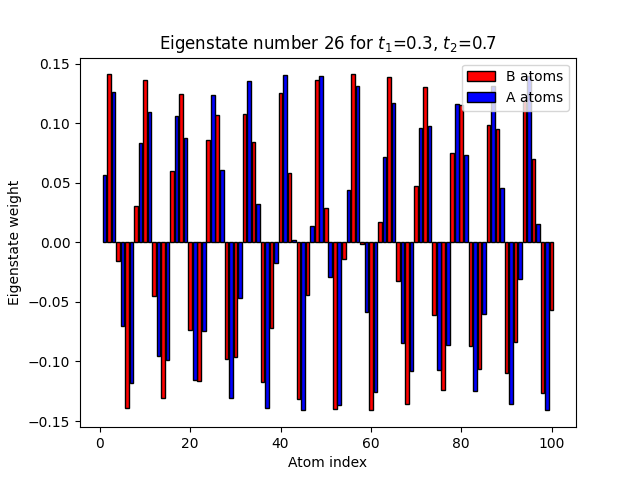 Eigenstate number 26 for t₁=0.3, t₂=0.7
B atoms
A atoms
Eigenstate weight
0.15
0.10
0.05
0.00
−0.05
−0.10
−0.15
0 20 40 60 80 100
Atom index